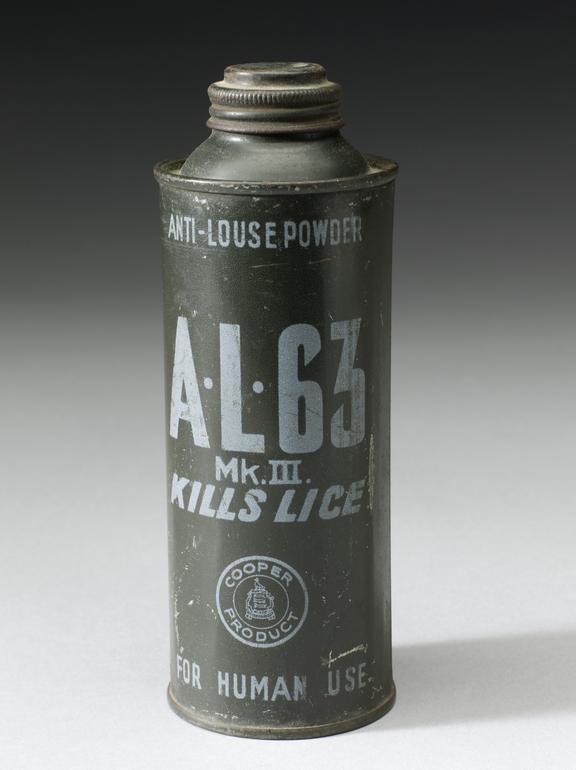 ANTI-LOUSE POWDER
A·L·63
Mk.III.
KILLS LICE
COOPER
PRODUCT
FOR HUMAN USE